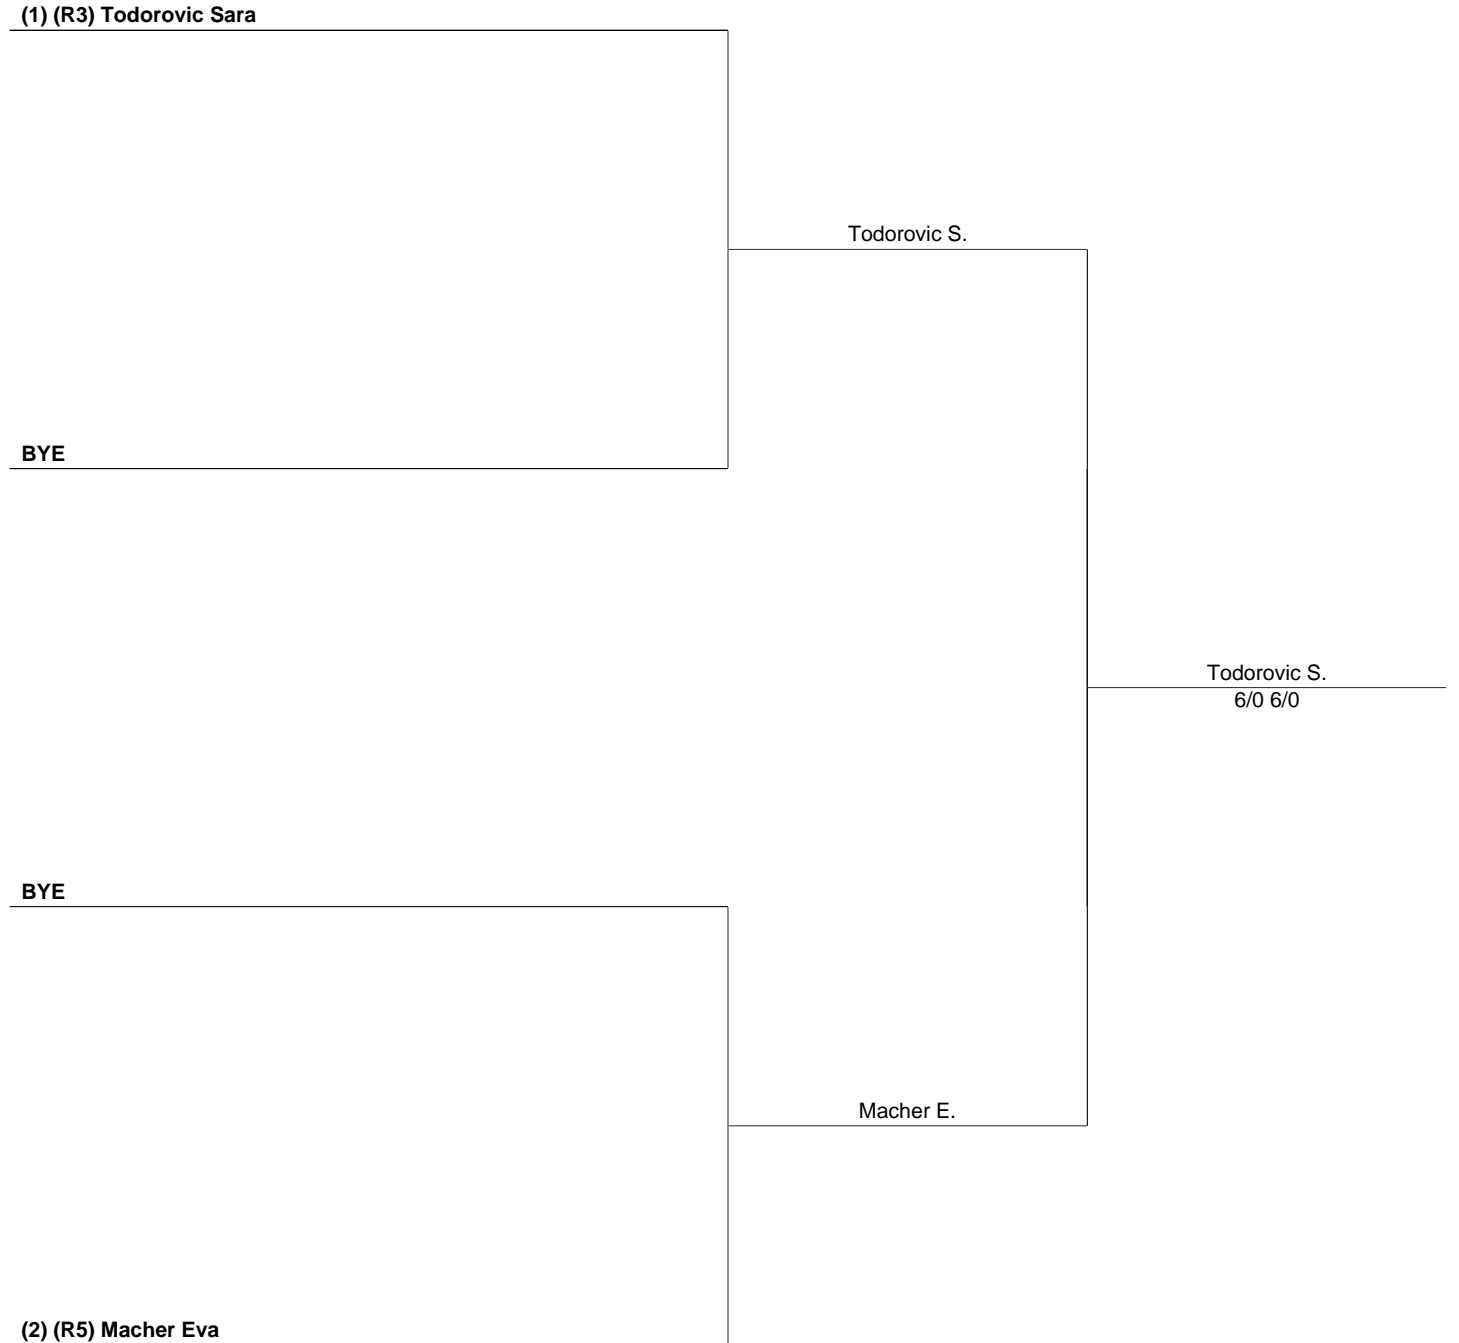 (1) (R3) Todorovic Sara
Todorovic S.
BYE
Todorovic S.
6/0 6/0
BYE
Macher E.
(2) (R5) Macher Eva